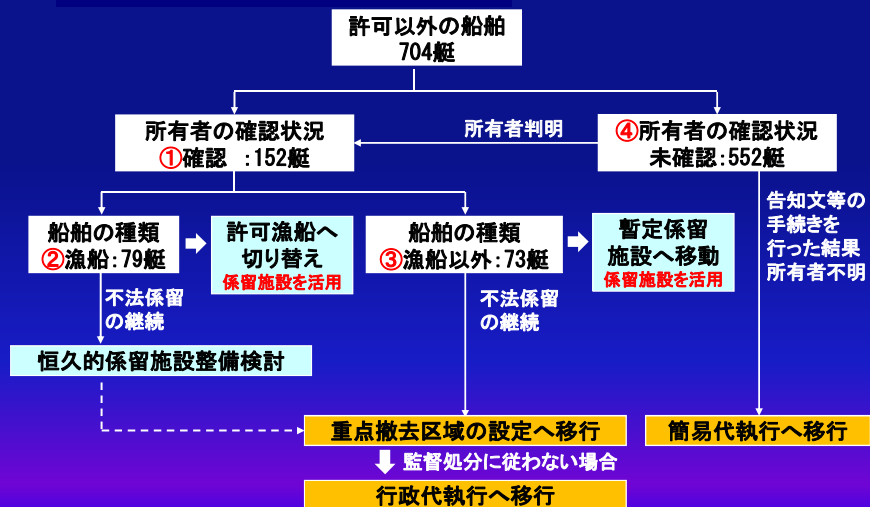 許可以外の船舶
704艇
所有者の確認状況
①確認 :152艇
所有者判明
④所有者の確認状況
未確認:552艇
船舶の種類
②漁船:79艇
許可漁船へ
切り替え
係留施設を活用
船舶の種類
③漁船以外:73艇
暫定係留
施設へ移動
係留施設を活用
告知文等の
手続きを
行った結果
所有者不明
不法係留
の継続
不法係留
の継続
恒久的係留施設整備検討
重点撤去区域の設定へ移行
簡易代執行へ移行
監督処分に従わない場合
行政代執行へ移行